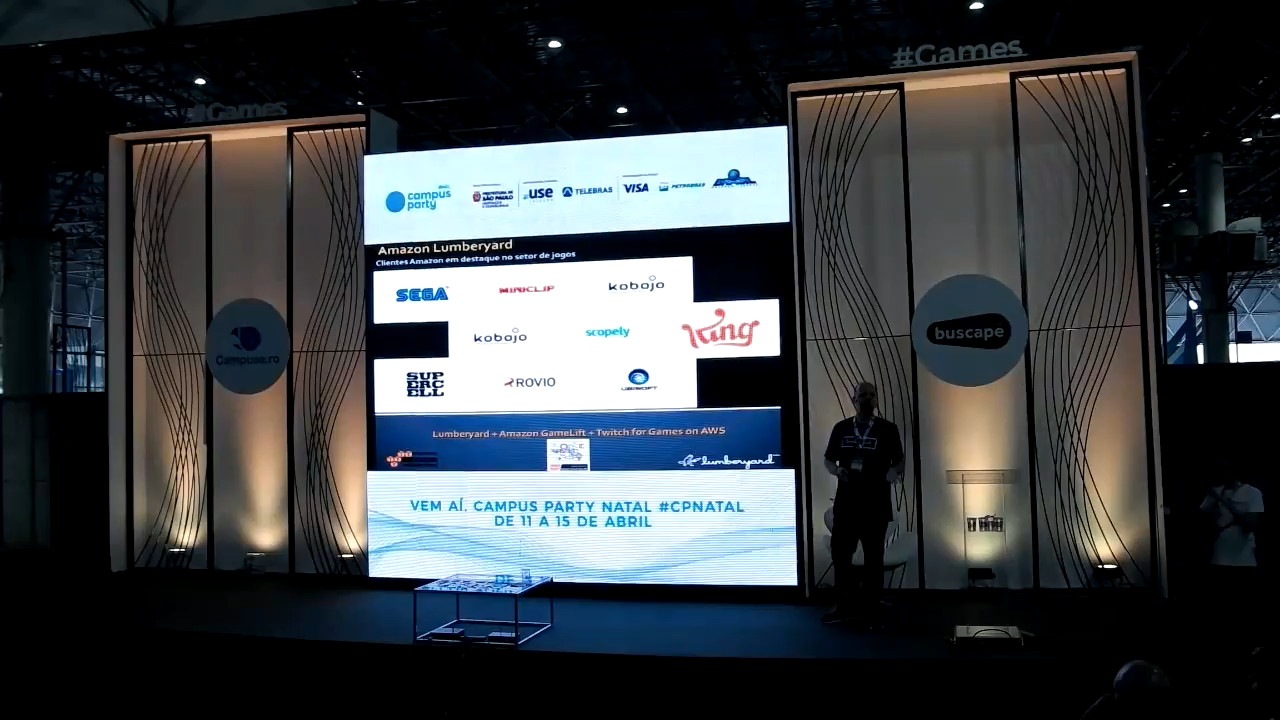 #Games
#Games
campus party
PREFEITURA DE SÃO PAULO
use
TELEBRAS
VISA
PETROBRAS
Amazon Lumberyard
Clientes Amazon em destaque no setor de jogos
SEGA
MINICLIP
kobojo
kobojo
scopely
King
SUPERCELL
ROVIO
UBISOFT
Lumberyard + Amazon GameLift + Twitch for Games on AWS
lumberyard
VEM AÍ, CAMPUS PARTY NATAL #CPNATAL
DE 11 A 15 DE ABRIL
Campuse.ro
buscape